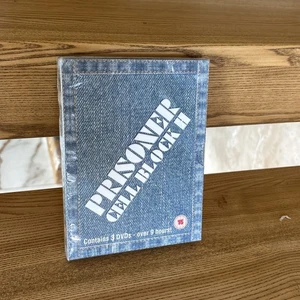 PRISONER
CELL BLOCK H
Contains 3 DVDs - over 9 hours!
15